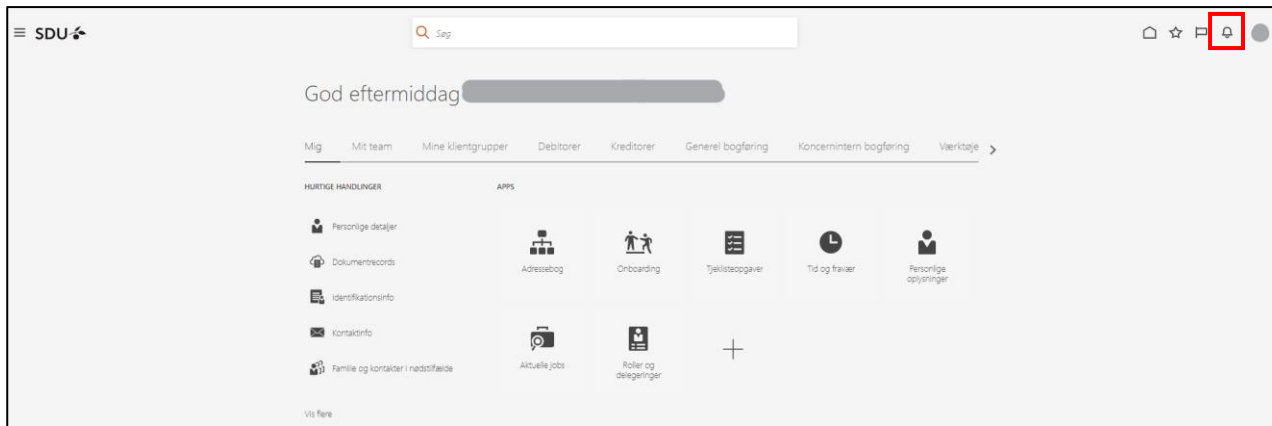 SDU
Søg
God eftermiddag
Mig Mit team Mine klientgrupper Debitorer Kreditorer Generel bogføring Koncernintern bogføring Værktøje
HURTIGE HANDLINGER
APPS
Personlige detaljer
Dokumentrecords
Identifikationsinfo
Kontaktinfo
Familie og kontakter i nødstilfælde
Vis flere
Adressebog
Onboarding
Tjeklisteopgaver
Tid og fravær
Personlige
oplysninger
Aktuelle jobs
Roller og
delegeringer